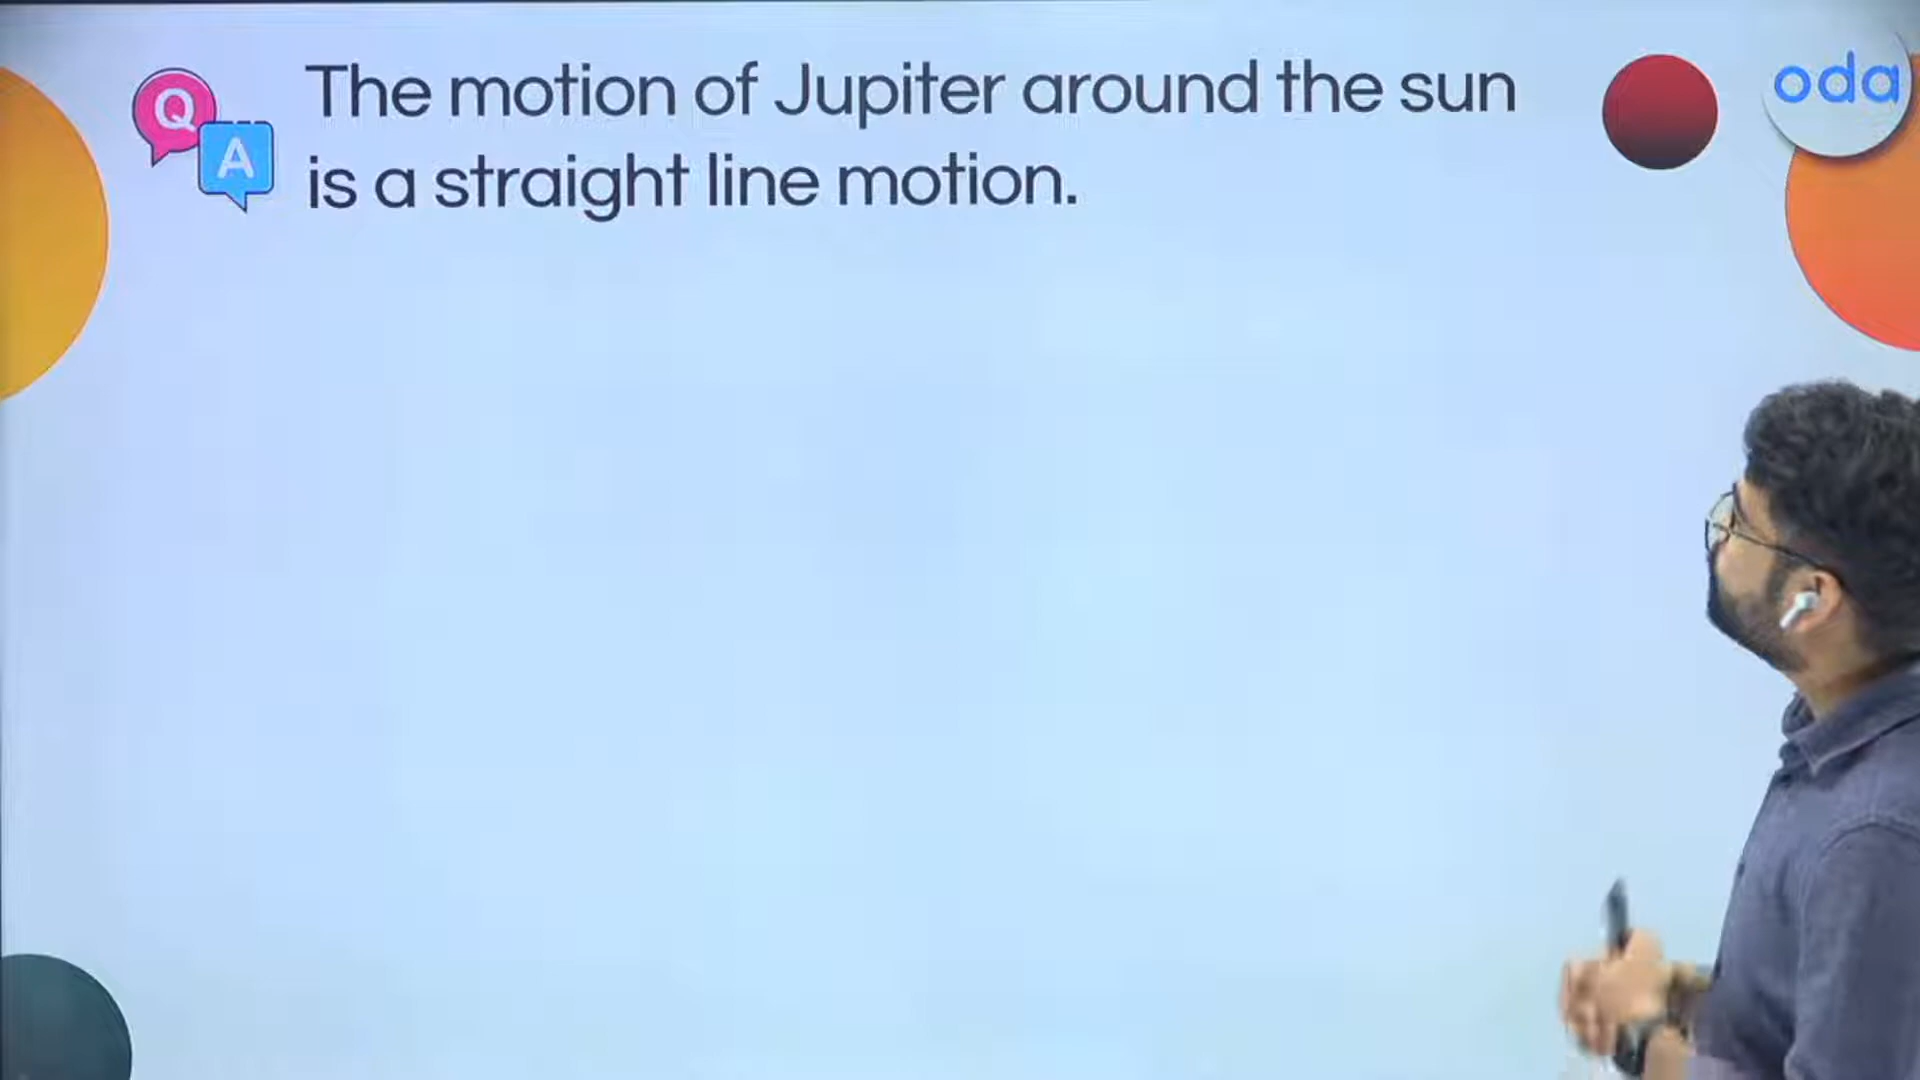 Q
A
The motion of Jupiter around the sun
is a straight line motion.
oda